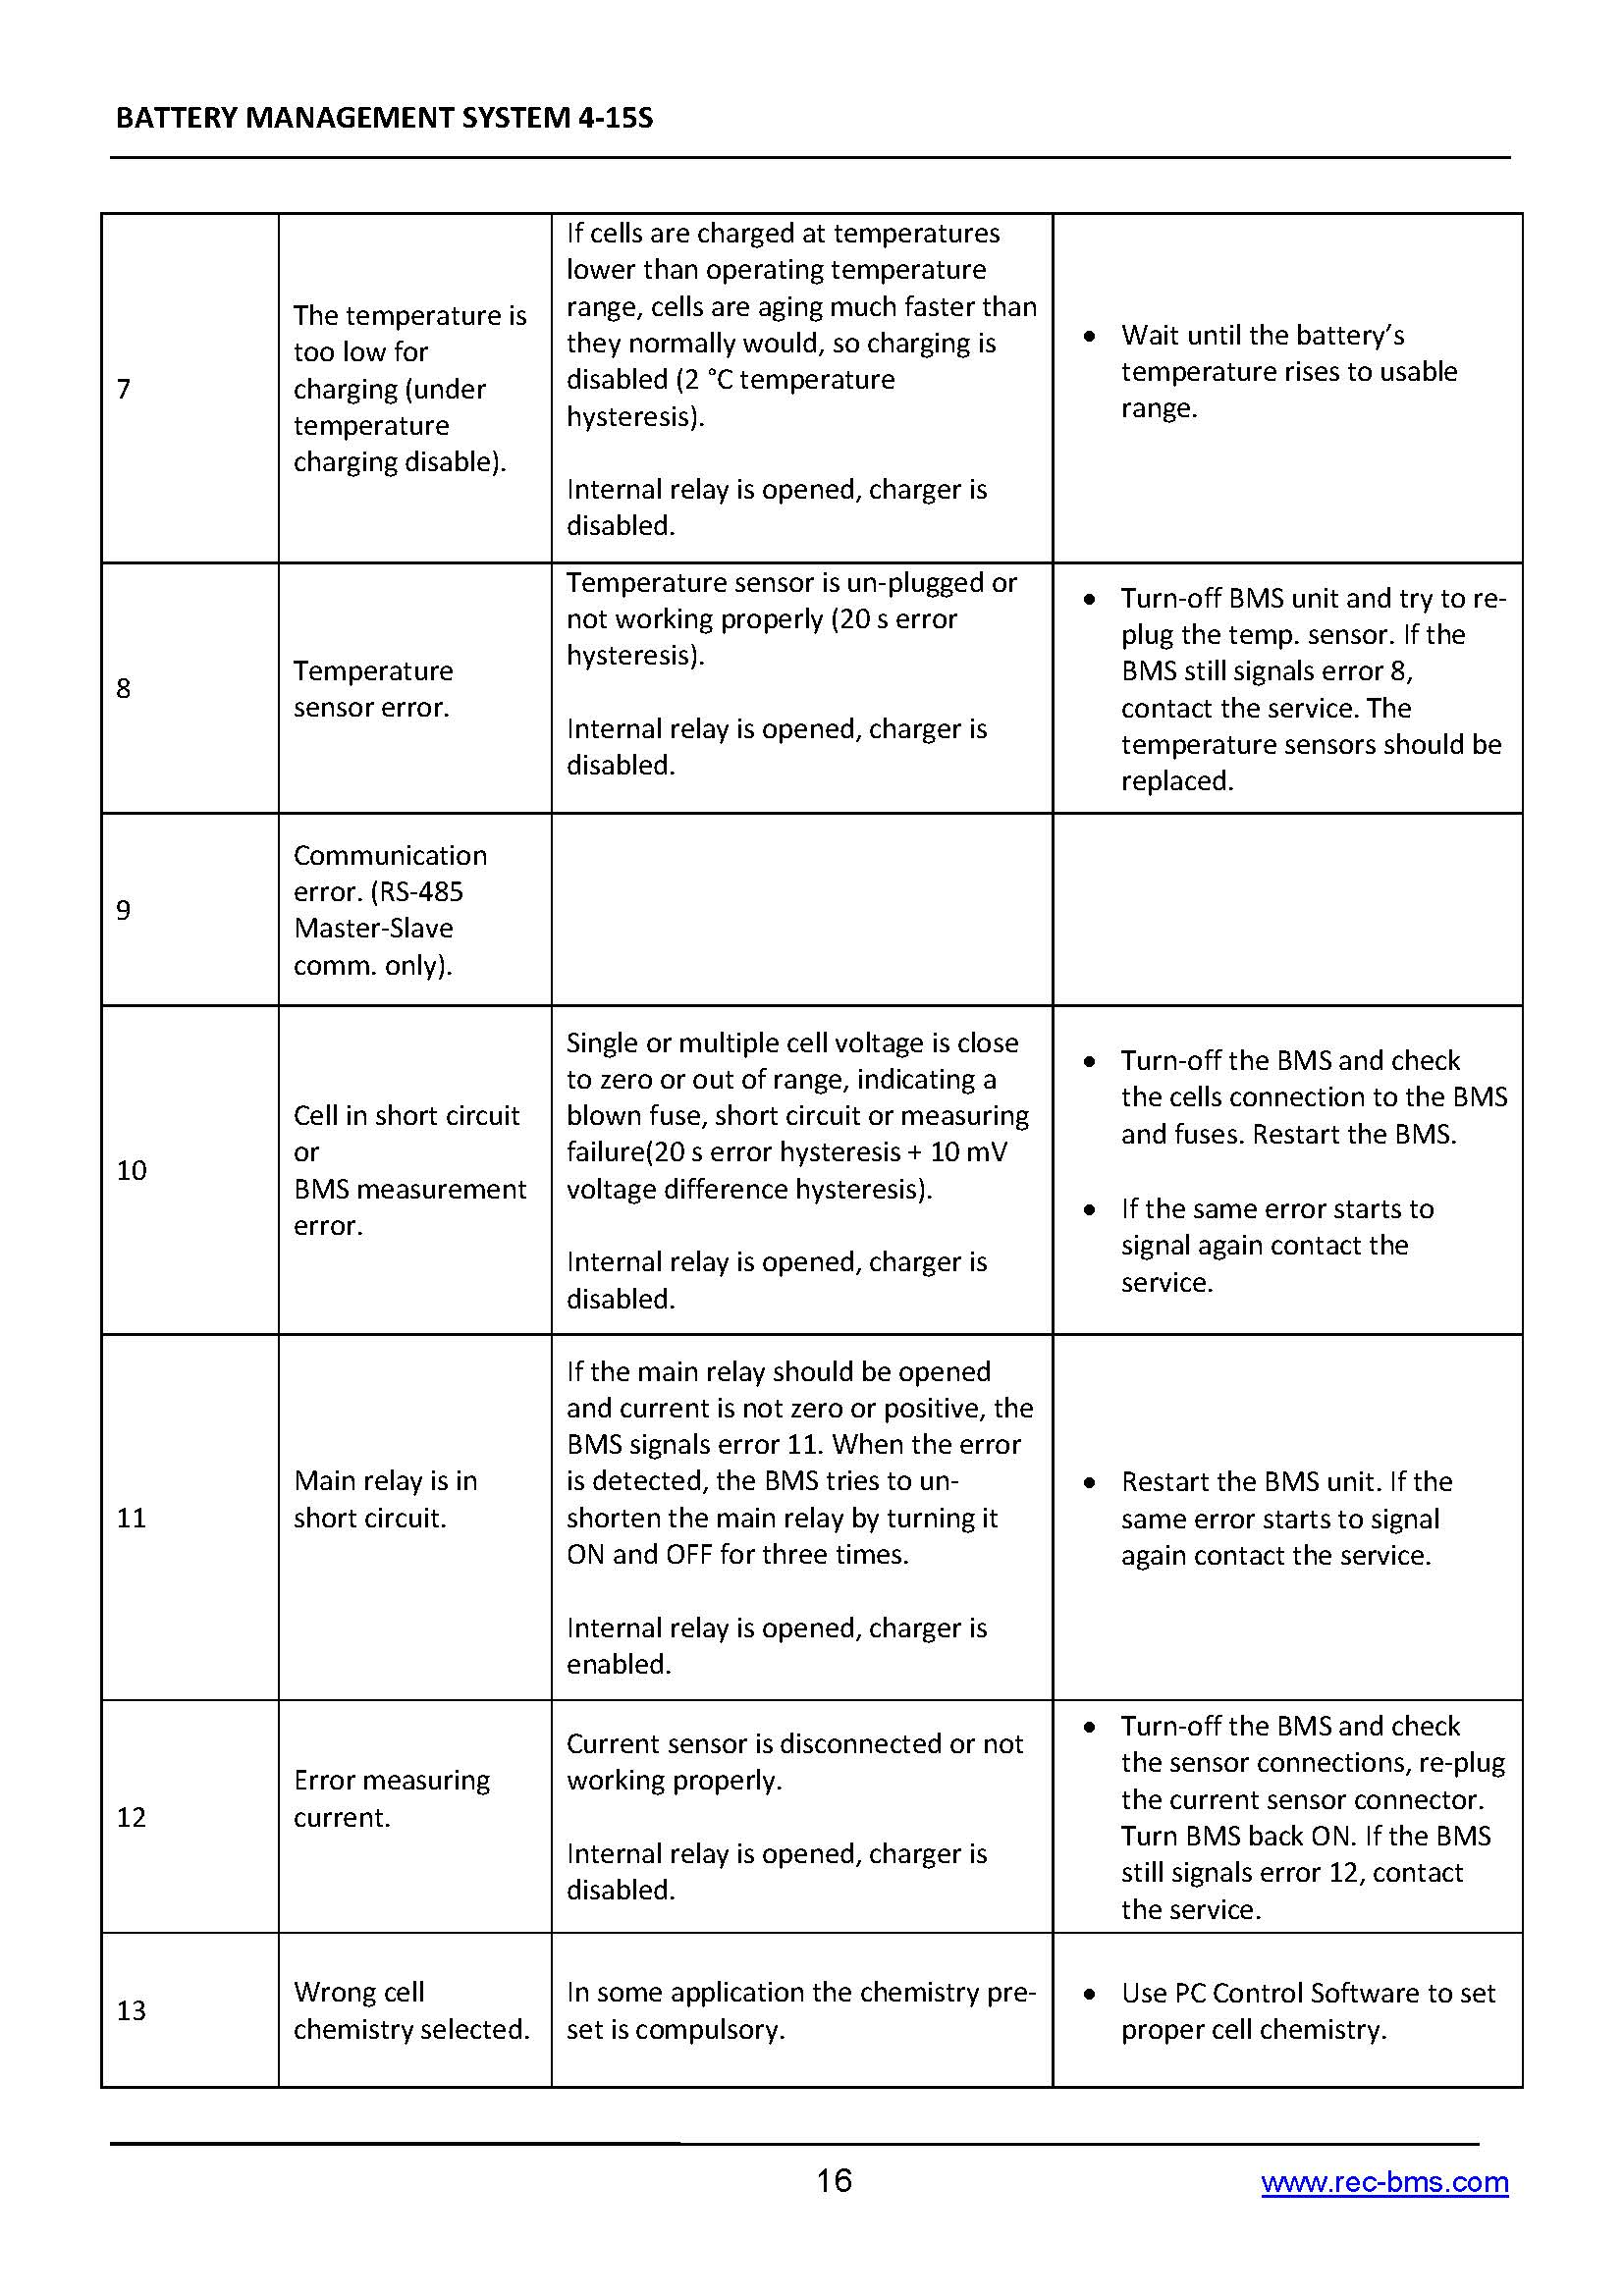 BATTERY MANAGEMENT SYSTEM 4-15S
7
The temperature is
too low for
charging (under
temperature
charging disable).
If cells are charged at temperatures
lower than operating temperature
range, cells are aging much faster than
they normally would, so charging is
disabled (2 °C temperature
hysteresis).
Internal relay is opened, charger is
disabled.
• Wait until the battery’s
temperature rises to usable
range.
8
Temperature
sensor error.
Temperature sensor is un-plugged or
not working properly (20 s error
hysteresis).
Internal relay is opened, charger is
disabled.
• Turn-off BMS unit and try to re-
plug the temp. sensor. If the
BMS still signals error 8,
contact the service. The
temperature sensors should be
replaced.
9
Communication
error. (RS-485
Master-Slave
comm. only).
10
Cell in short circuit
or
BMS measurement
error.
Single or multiple cell voltage is close
to zero or out of range, indicating a
blown fuse, short circuit or measuring
failure(20 s error hysteresis + 10 mV
voltage difference hysteresis).
Internal relay is opened, charger is
disabled.
• Turn-off the BMS and check
the cells connection to the BMS
and fuses. Restart the BMS.
• If the same error starts to
signal again contact the
service.
11
Main relay is in
short circuit.
If the main relay should be opened
and current is not zero or positive, the
BMS signals error 11. When the error
is detected, the BMS tries to un-
shorten the main relay by turning it
ON and OFF for three times.
Internal relay is opened, charger is
enabled.
• Restart the BMS unit. If the
same error starts to signal
again contact the service.
12
Error measuring
current.
Current sensor is disconnected or not
working properly.
Internal relay is opened, charger is
disabled.
• Turn-off the BMS and check
the sensor connections, re-plug
the current sensor connector.
Turn BMS back ON. If the BMS
still signals error 12, contact
the service.
13
Wrong cell
chemistry selected.
In some application the chemistry pre-
set is compulsory.
• Use PC Control Software to set
proper cell chemistry.
16
www.rec-bms.com